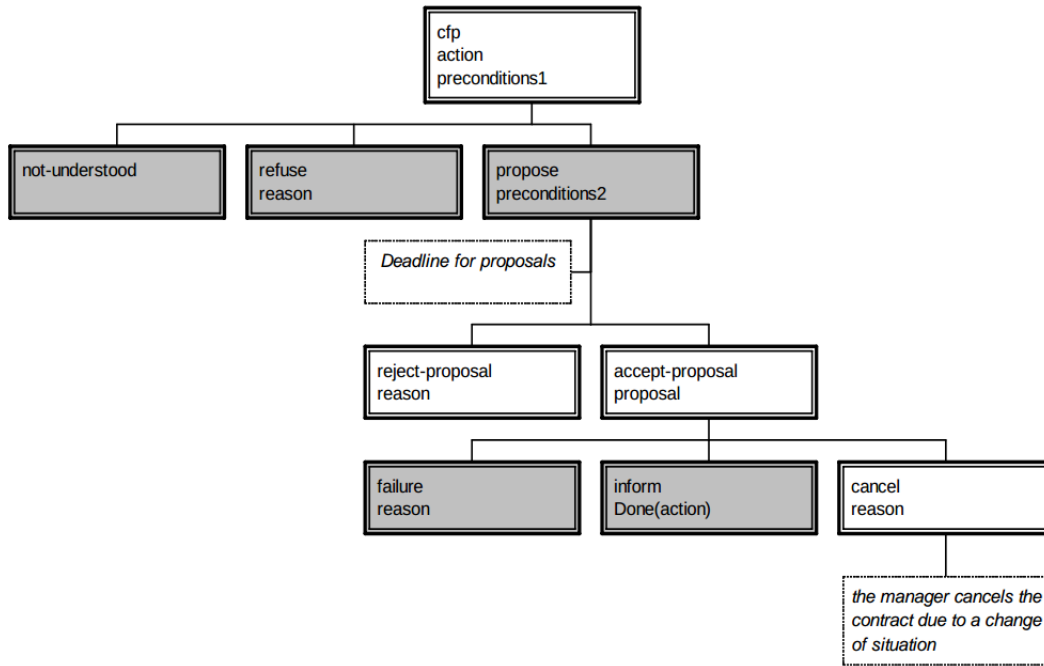 cfp
action
preconditions1
not-understood
refuse
reason
propose
preconditions2
Deadline for proposals
reject-proposal
reason
accept-proposal
proposal
failure
reason
inform
Done(action)
cancel
reason
the manager cancels the
contract due to a change
of situation